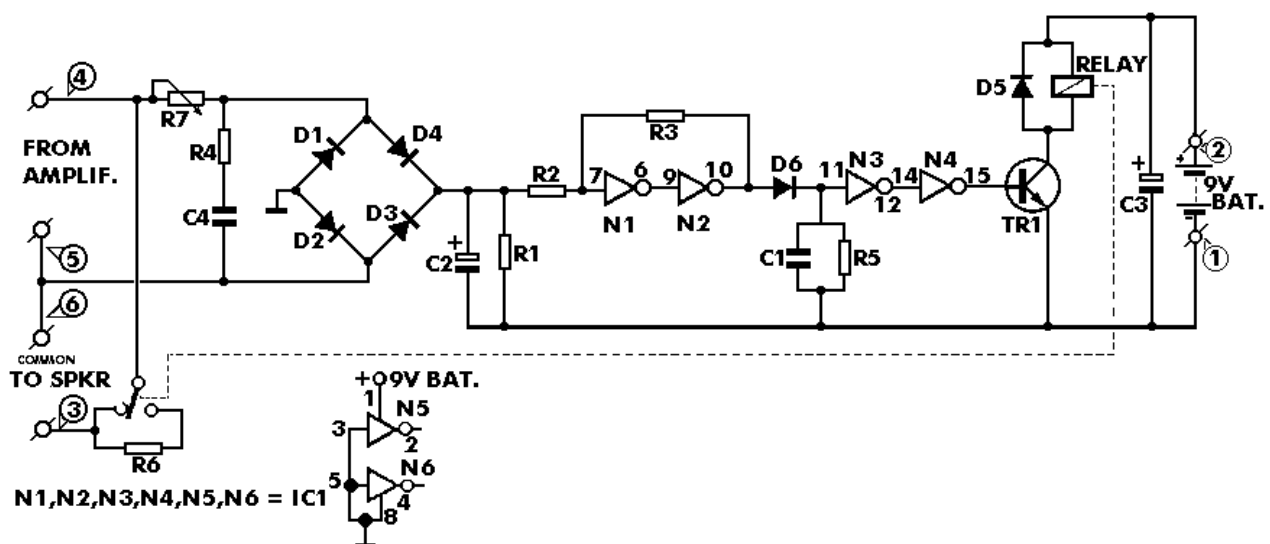 RELAY
D5
4
R7
D1
D4
R3
FROM
AMPLIF.
R4
D6
N3
N4
2
+
9V
BAT.
-
1
R2
7
6
9
10
11
14
15
12
N1
N2
TR1
+
C3
C4
D2
D3
+
C2
R1
C1
R5
5
6
COMMON
TO SPKR
3
+ 9V BAT.
1
N5
3
2
R6
N6
5
4
8
N1,N2,N3,N4,N5,N6 = IC1